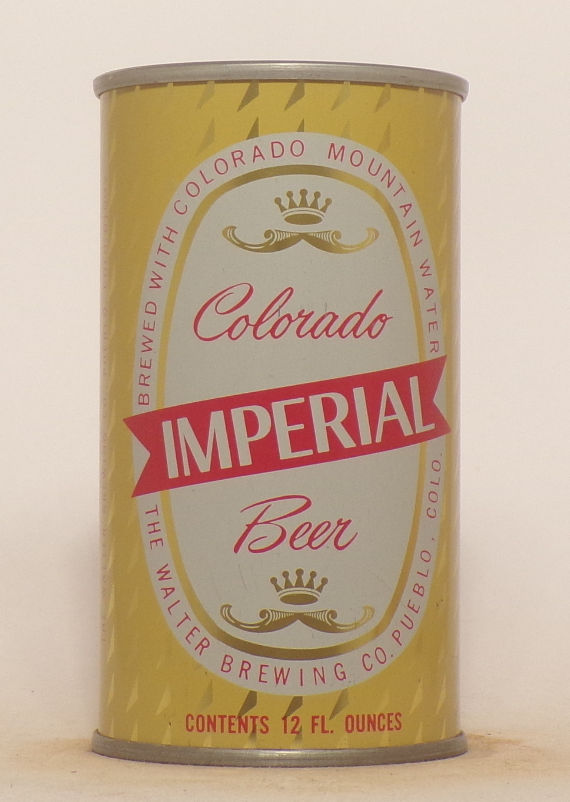 BREWED WITH COLORADO MOUNTAIN WATER
Colorado
IMPERIAL
Beer
THE WALTER BREWING CO. PUEBLO, COLO.
CONTENTS 12 FL. OUNCES